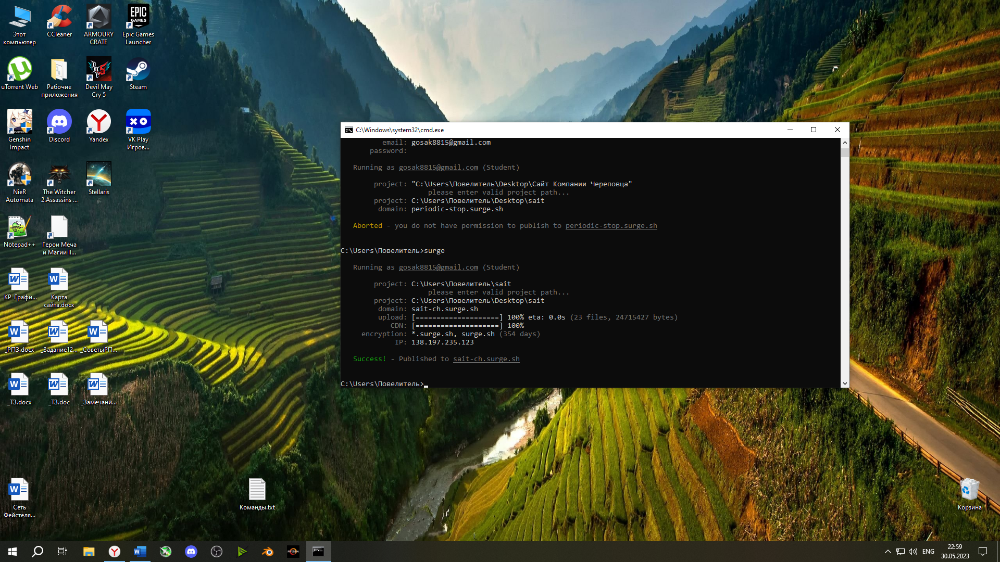 Этот
компьютер
CCleaner
ARMOURY
CRATE
EPIC
GAMES
Epic Games
Launcher
uTorrent Web
Рабочие
приложения
Devil May
Cry 5
Steam
Genshin
Impact
Discord
Yandex
VK Play
Игров...
NieR
Automata
The Witcher
2.Assassins ...
Stellaris
Notepad++
Герои Меча
и Магии II...
_КР_Графи...
Карта
сайта.docx
_РПЗ.docx
_Задание12...
_СоветыРП...
_ТЗ.docx
_ТЗ.doc
_Замечани...
Сеть
Фейстеля...
Команды.txt
Корзина
C:\Windows\system32\cmd.exe
email: gosak8815@gmail.com
password:
Running as gosak8815@gmail.com (Student)
project: "C:\Users\Повелитель\Desktop\Сайт Компании Череповца"
please enter valid project path...
project: C:\Users\Повелитель\Desktop\sait
domain: periodic-stop.surge.sh
Aborted - you do not have permission to publish to periodic-stop.surge.sh
C:\Users\Повелитель>surge
Running as gosak8815@gmail.com (Student)
project: C:\Users\Повелитель\sait
please enter valid project path...
project: C:\Users\Повелитель\Desktop\sait
domain: sait-ch.surge.sh
upload: [====================] 100% eta: 0.0s (23 files, 24715427 bytes)
CDN: [====================] 100%
encryption: *.surge.sh, surge.sh (354 days)
IP: 138.197.235.123
Success! - Published to sait-ch.surge.sh
C:\Users\Повелитель>
ENG
22:59
30.05.2023